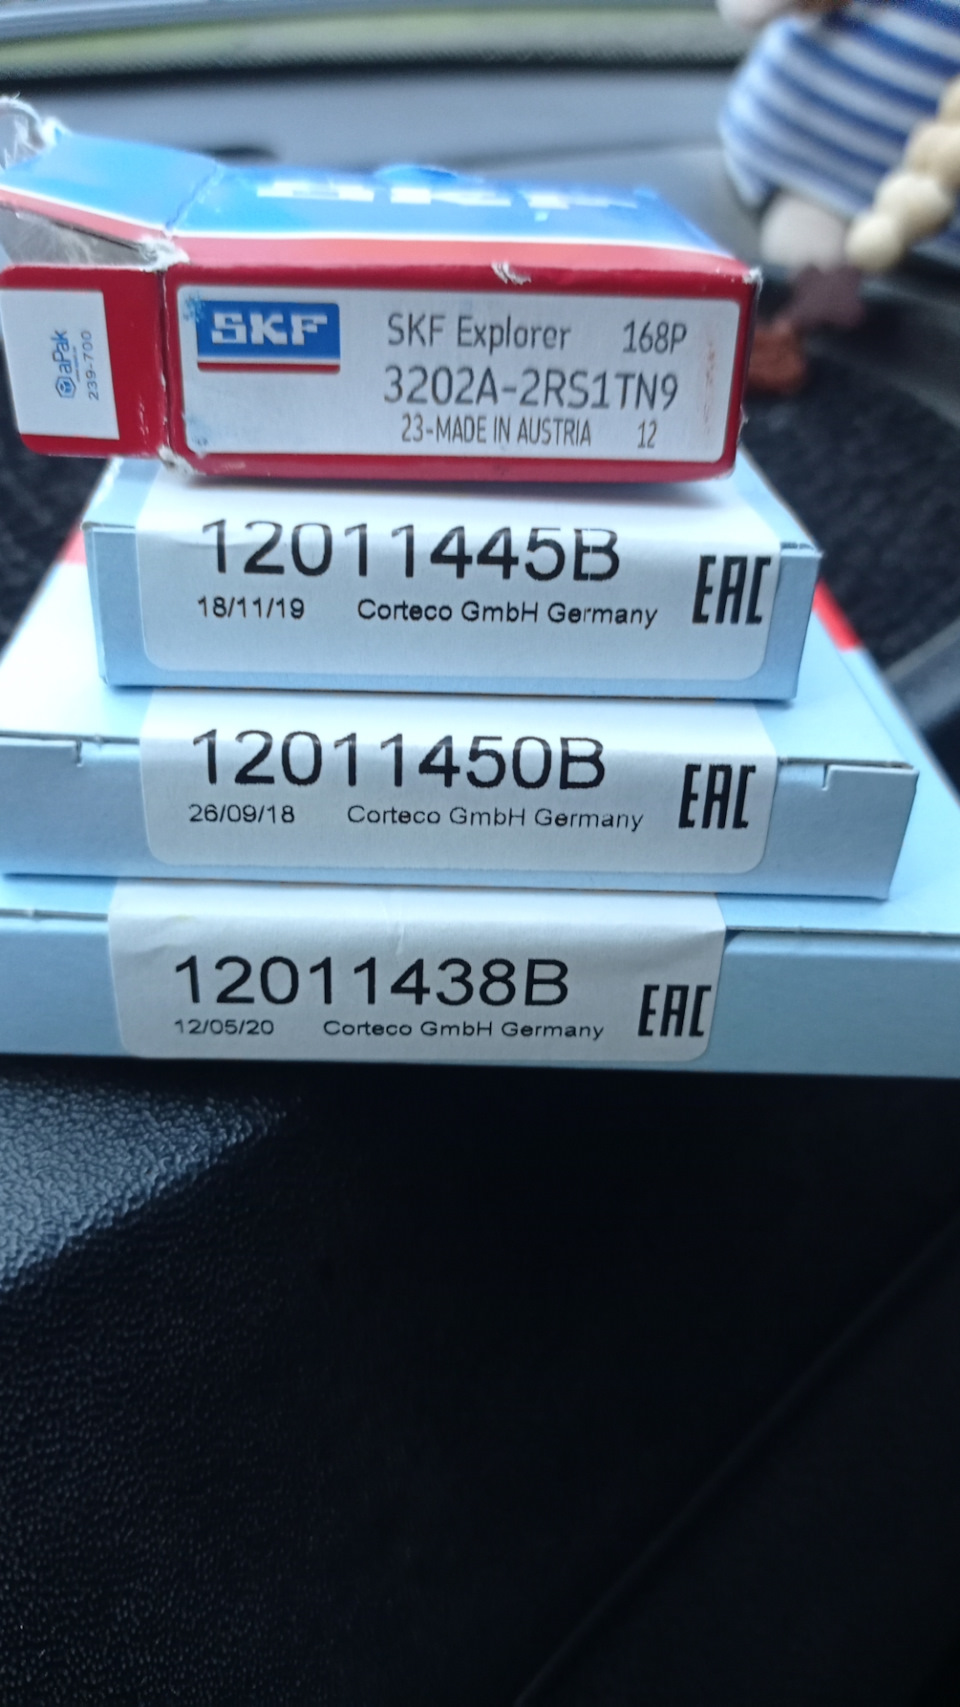 SKF
aPak
239-700
SKF
SKF Explorer 168P
3202A-2RS1TN9
23-MADE IN AUSTRIA 12
12011445B
18/11/19 Corteco GmbH Germany
EAC
12011450B
26/09/18 Corteco GmbH Germany
EAC
12011438B
12/05/20 Corteco GmbH Germany
EAC